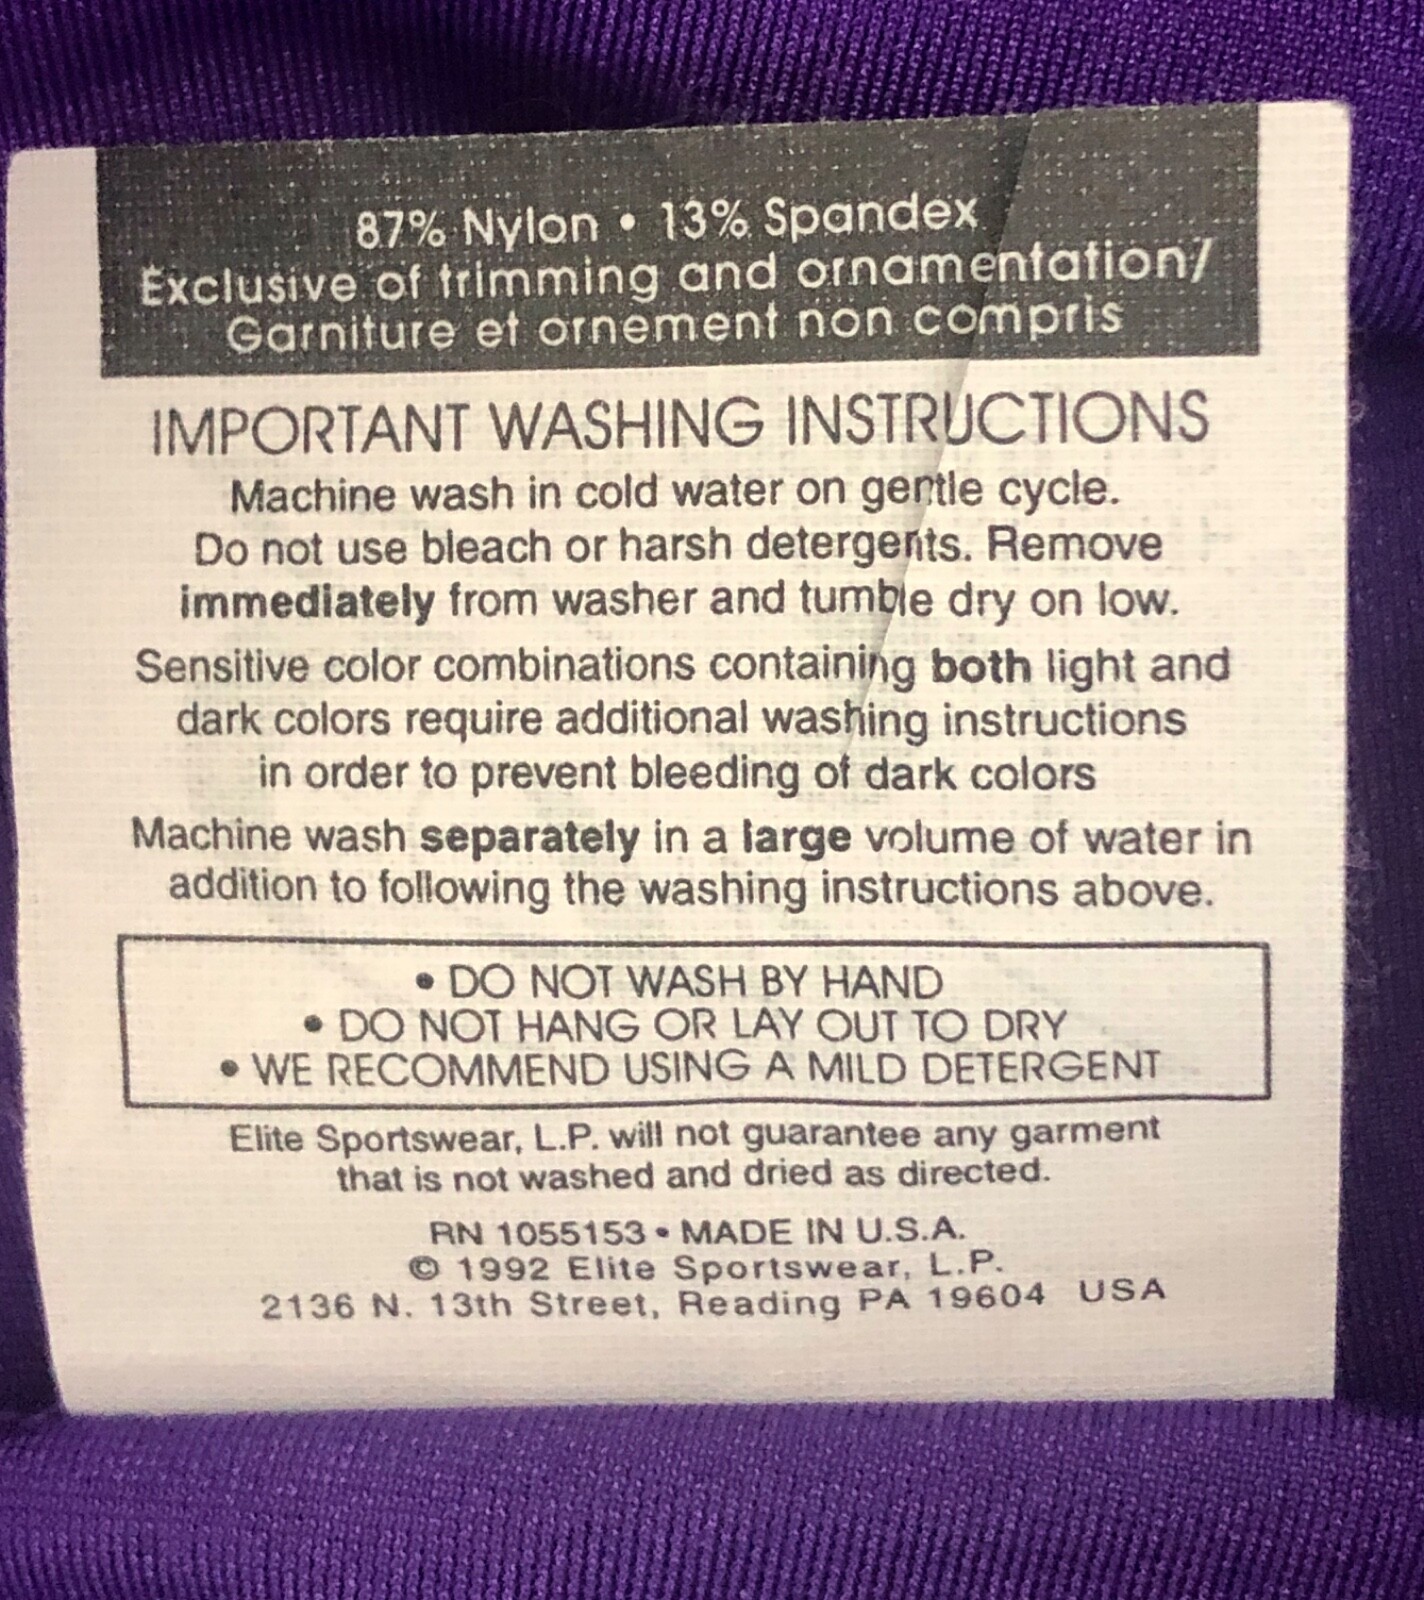 87% Nylon • 13% Spandex
Exclusive of trimming and ornamentation/
Garniture et ornement non compris
IMPORTANT WASHING INSTRUCTIONS
Machine wash in cold water on gentle cycle.
Do not use bleach or harsh detergents. Remove
immediately from washer and tumble dry on low.
Sensitive color combinations containing both light and
dark colors require additional washing instructions
in order to prevent bleeding of dark colors
Machine wash separately in a large volume of water in
addition to following the washing instructions above.
• DO NOT WASH BY HAND
• DO NOT HANG OR LAY OUT TO DRY
• WE RECOMMEND USING A MILD DETERGENT
Elite Sportswear, L.P. will not guarantee any garment
that is not washed and dried as directed.
RN 1055153 • MADE IN U.S.A.
© 1992 Elite Sportswear, L.P.
2136 N. 13th Street, Reading PA 19604 USA